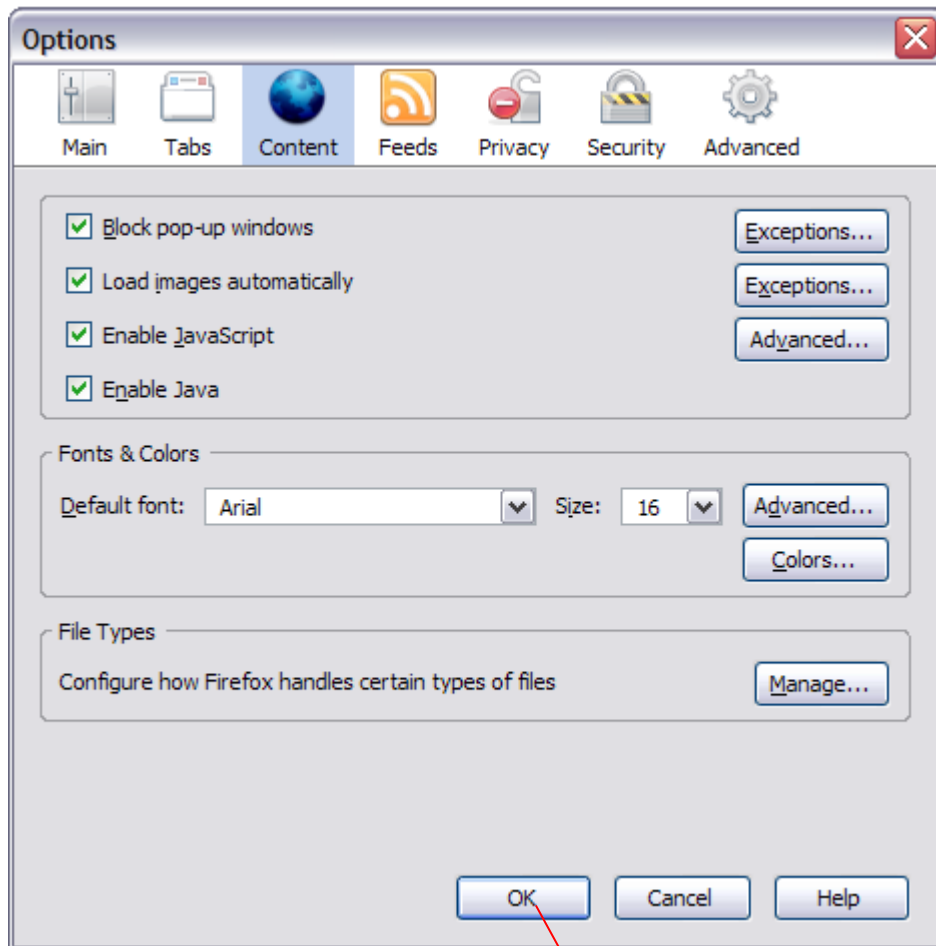 Options
Main Tabs Content Feeds Privacy Security Advanced
Block pop-up windows Exceptions...
Load images automatically Exceptions...
Enable JavaScript Advanced...
Enable Java
Fonts & Colors
Default font: Arial Size: 16 Advanced...
Colors...
File Types
Configure how Firefox handles certain types of files Manage...
OK Cancel Help